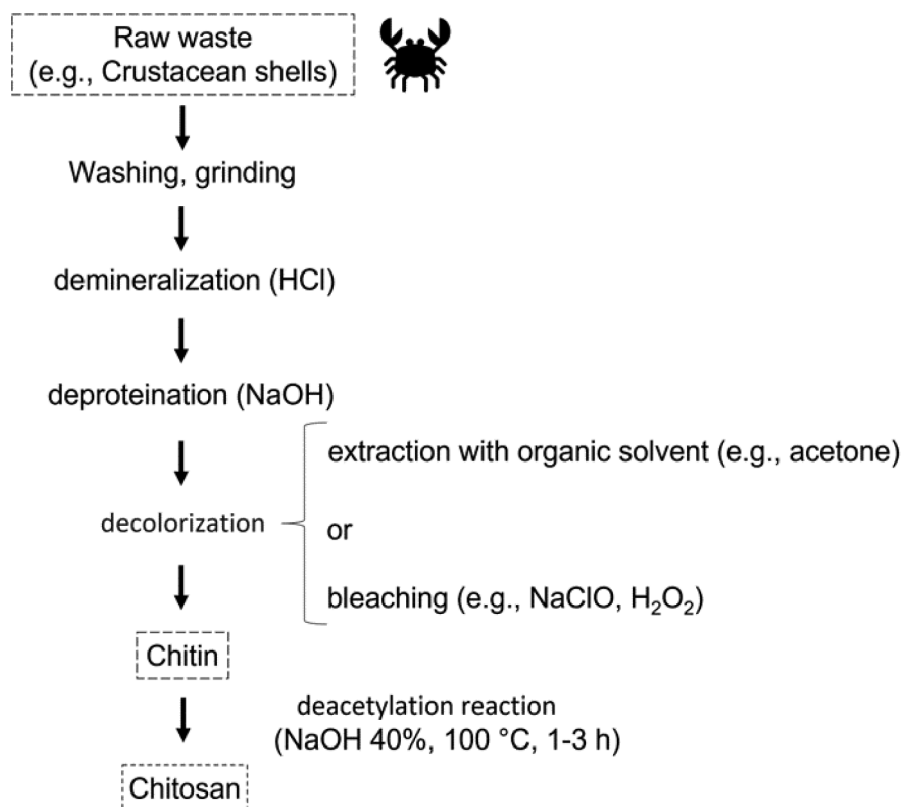 Raw waste
(e.g., Crustacean shells)
Washing, grinding
demineralization (HCl)
deproteination (NaOH)
decolorization
extraction with organic solvent (e.g., acetone)
or
bleaching (e.g., NaClO, H₂O₂)
Chitin
deacetylation reaction
(NaOH 40%, 100 °C, 1-3 h)
Chitosan